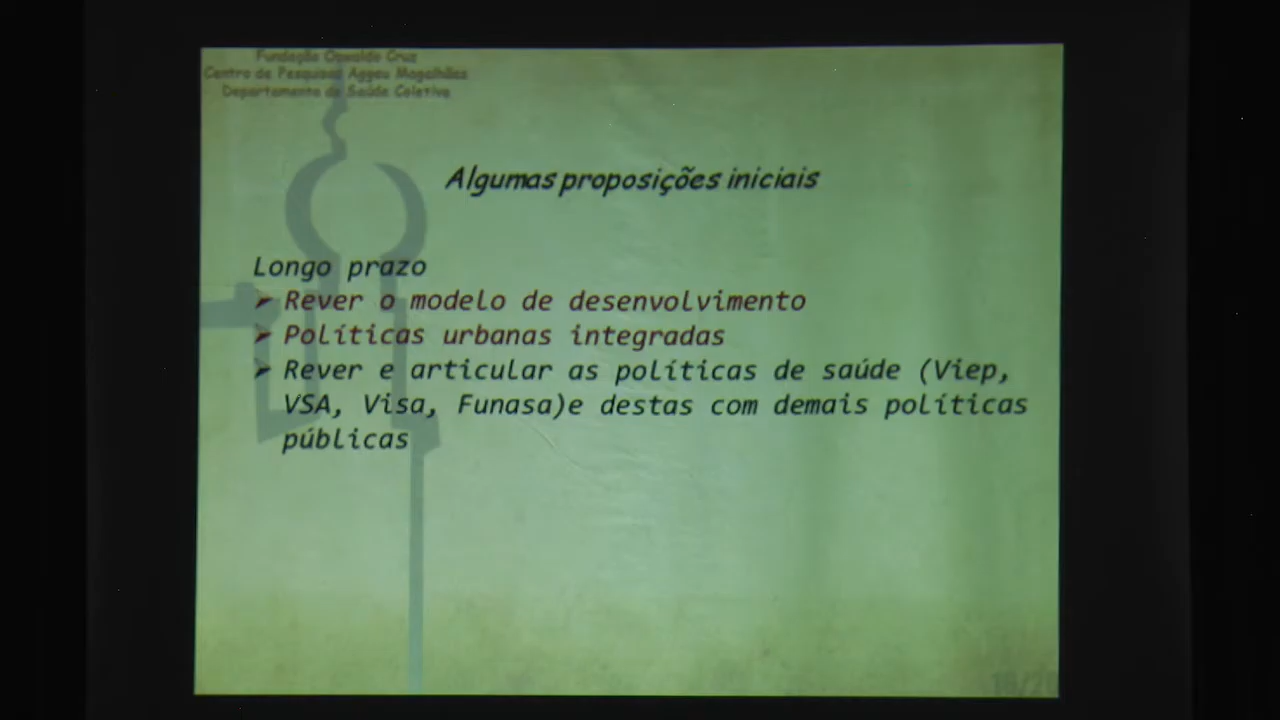 Fundação Oswaldo Cruz
Centro de Pesquisas Aggeu Magalhães
Departamento de Saúde Coletiva
Algumas proposições iniciais
Longo prazo
➢ Rever o modelo de desenvolvimento
➢ Políticas urbanas integradas
➢ Rever e articular as políticas de saúde (Viep,
VSA, Visa, Funasa)e destas com demais políticas
públicas